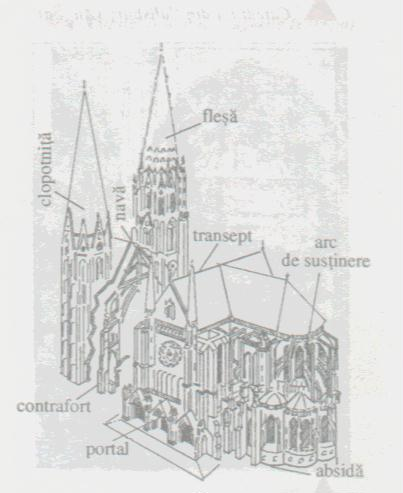 fleșă
clopotniță
navă
transept
arc
de susținere
contrafort
portal
absidă